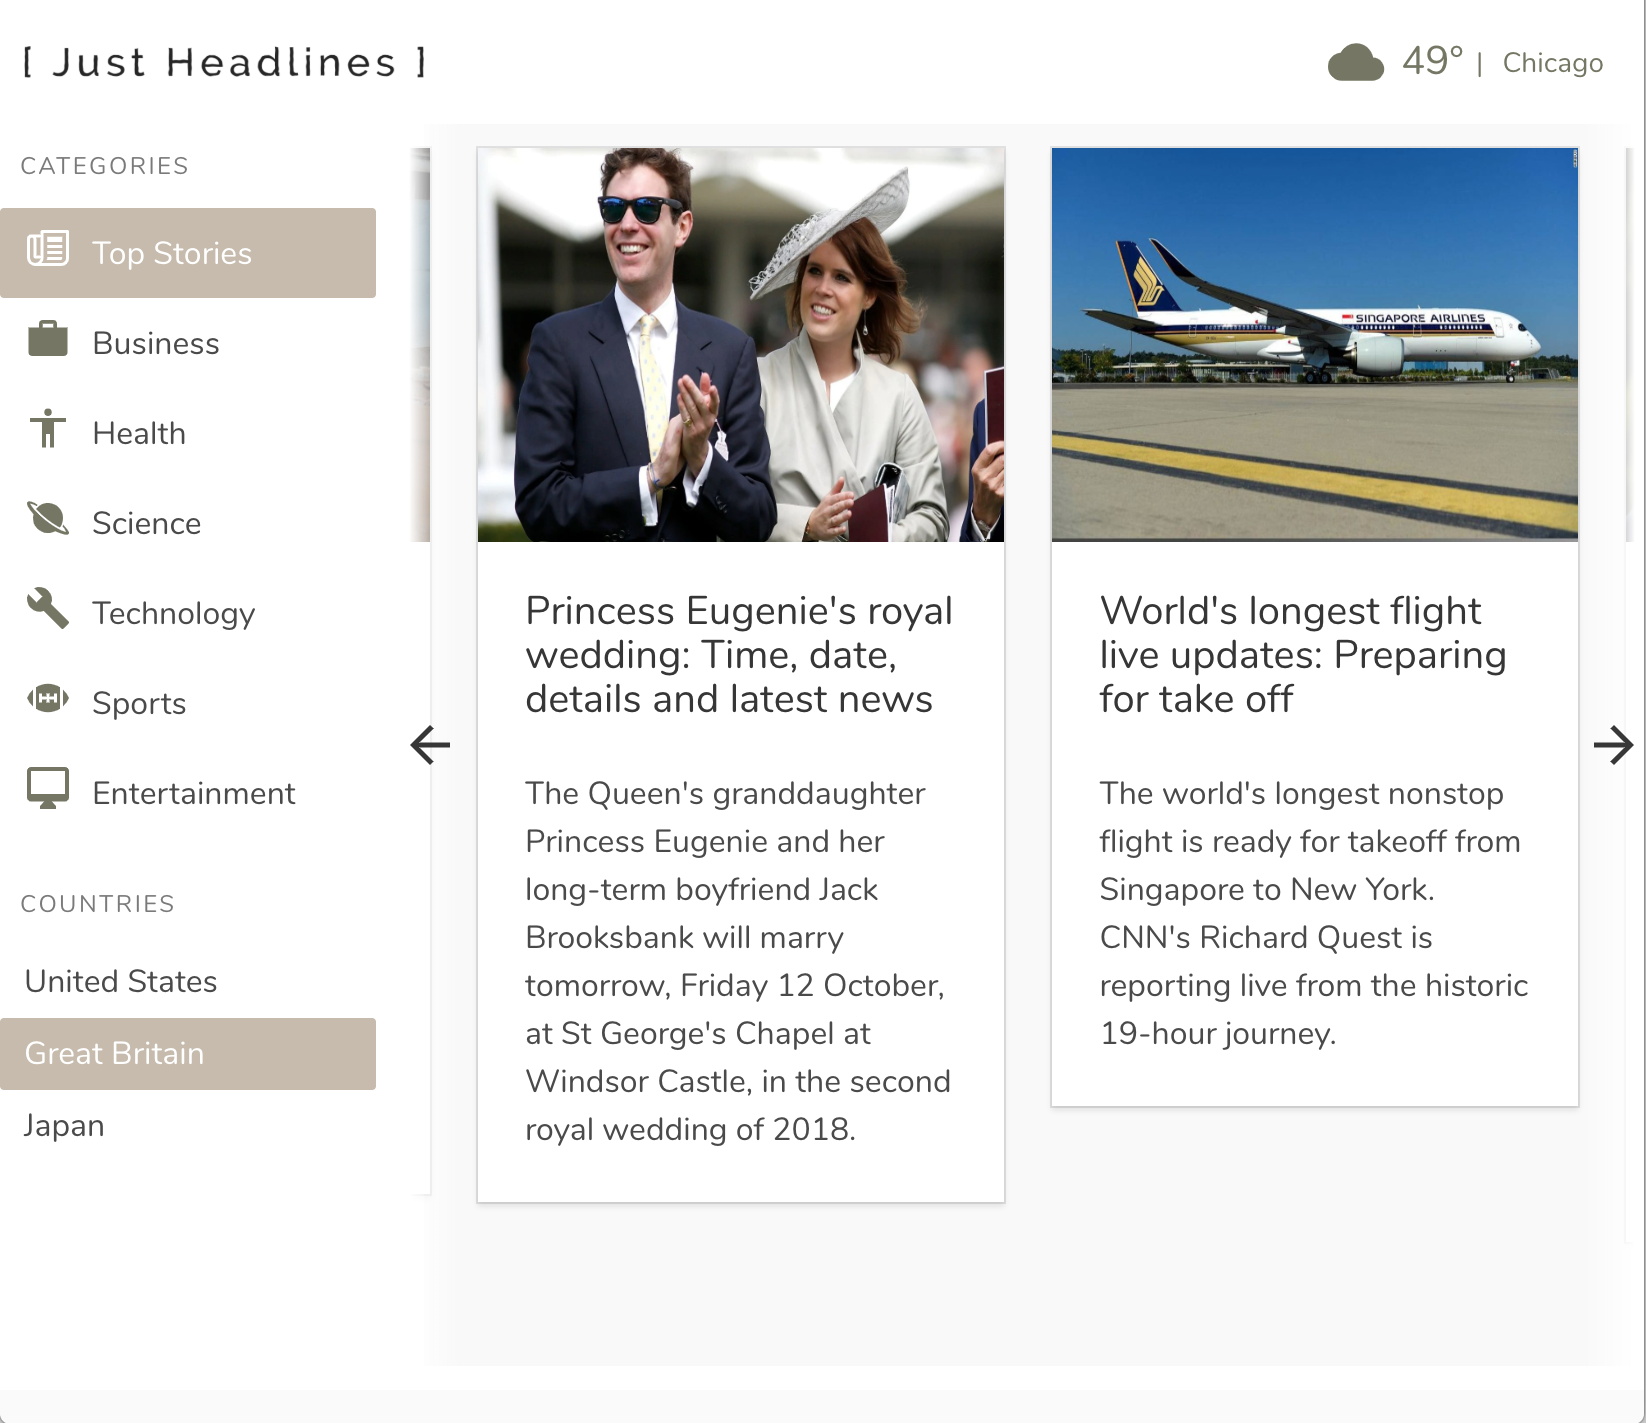 [ Just Headlines ]
49° | Chicago
CATEGORIES
Top Stories
Business
Health
Science
Technology
Sports
Entertainment
COUNTRIES
United States
Great Britain
Japan
Princess Eugenie's royal
wedding: Time, date,
details and latest news
The Queen's granddaughter
Princess Eugenie and her
long-term boyfriend Jack
Brooksbank will marry
tomorrow, Friday 12 October,
at St George's Chapel at
Windsor Castle, in the second
royal wedding of 2018.
SINGAPORE AIRLINES
World's longest flight
live updates: Preparing
for take off
The world's longest nonstop
flight is ready for takeoff from
Singapore to New York.
CNN's Richard Quest is
reporting live from the historic
19-hour journey.